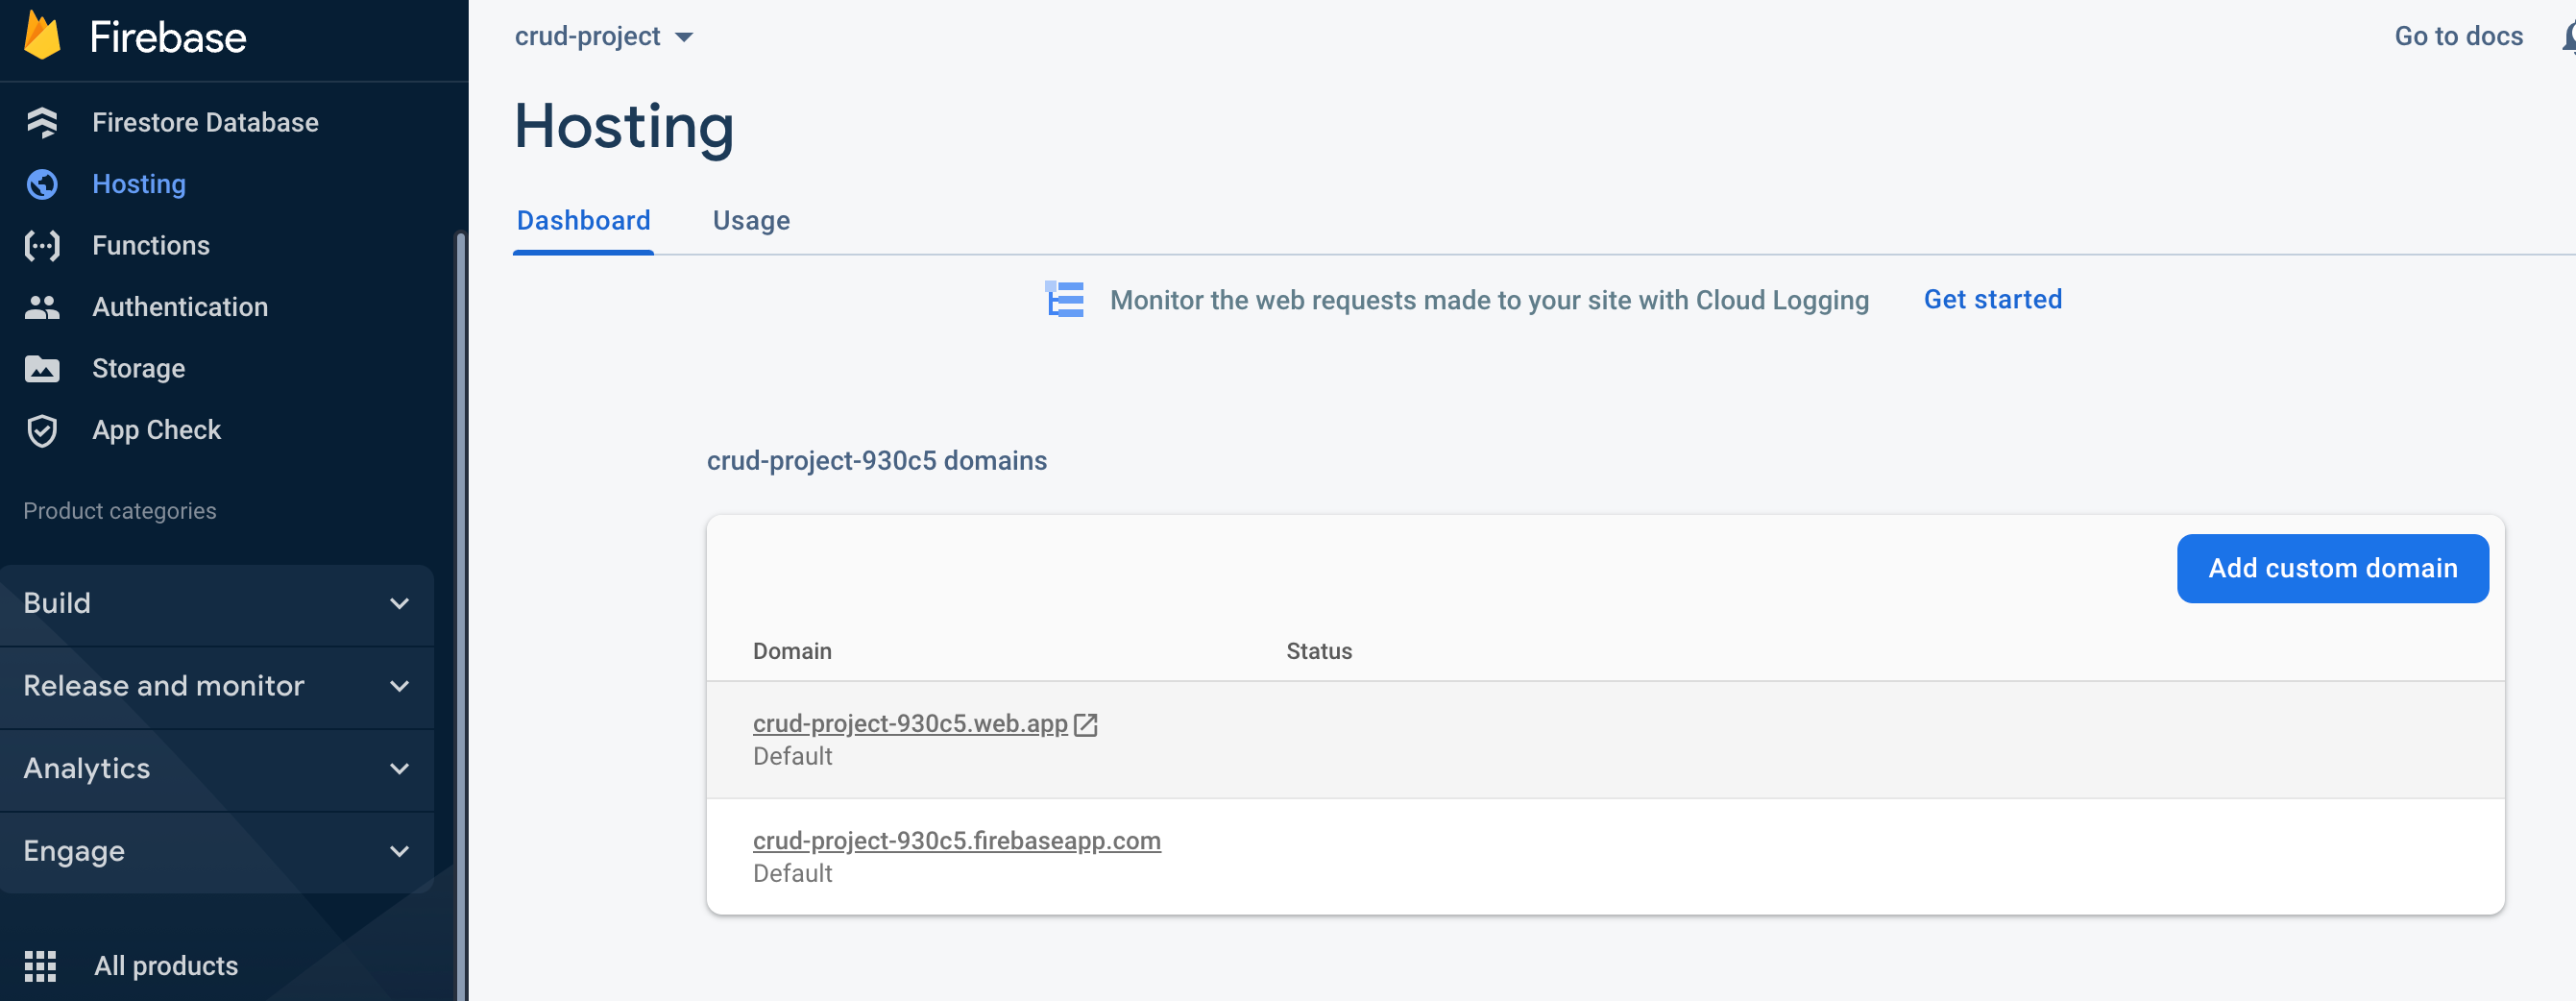 Firebase
Firestore Database
Hosting
Functions
Authentication
Storage
App Check
Product categories
Build
Release and monitor
Analytics
Engage
All products
crud-project
Go to docs
Hosting
Dashboard Usage
Monitor the web requests made to your site with Cloud Logging Get started
crud-project-930c5 domains
Add custom domain
Domain Status
crud-project-930c5.web.app
Default
crud-project-930c5.firebaseapp.com
Default